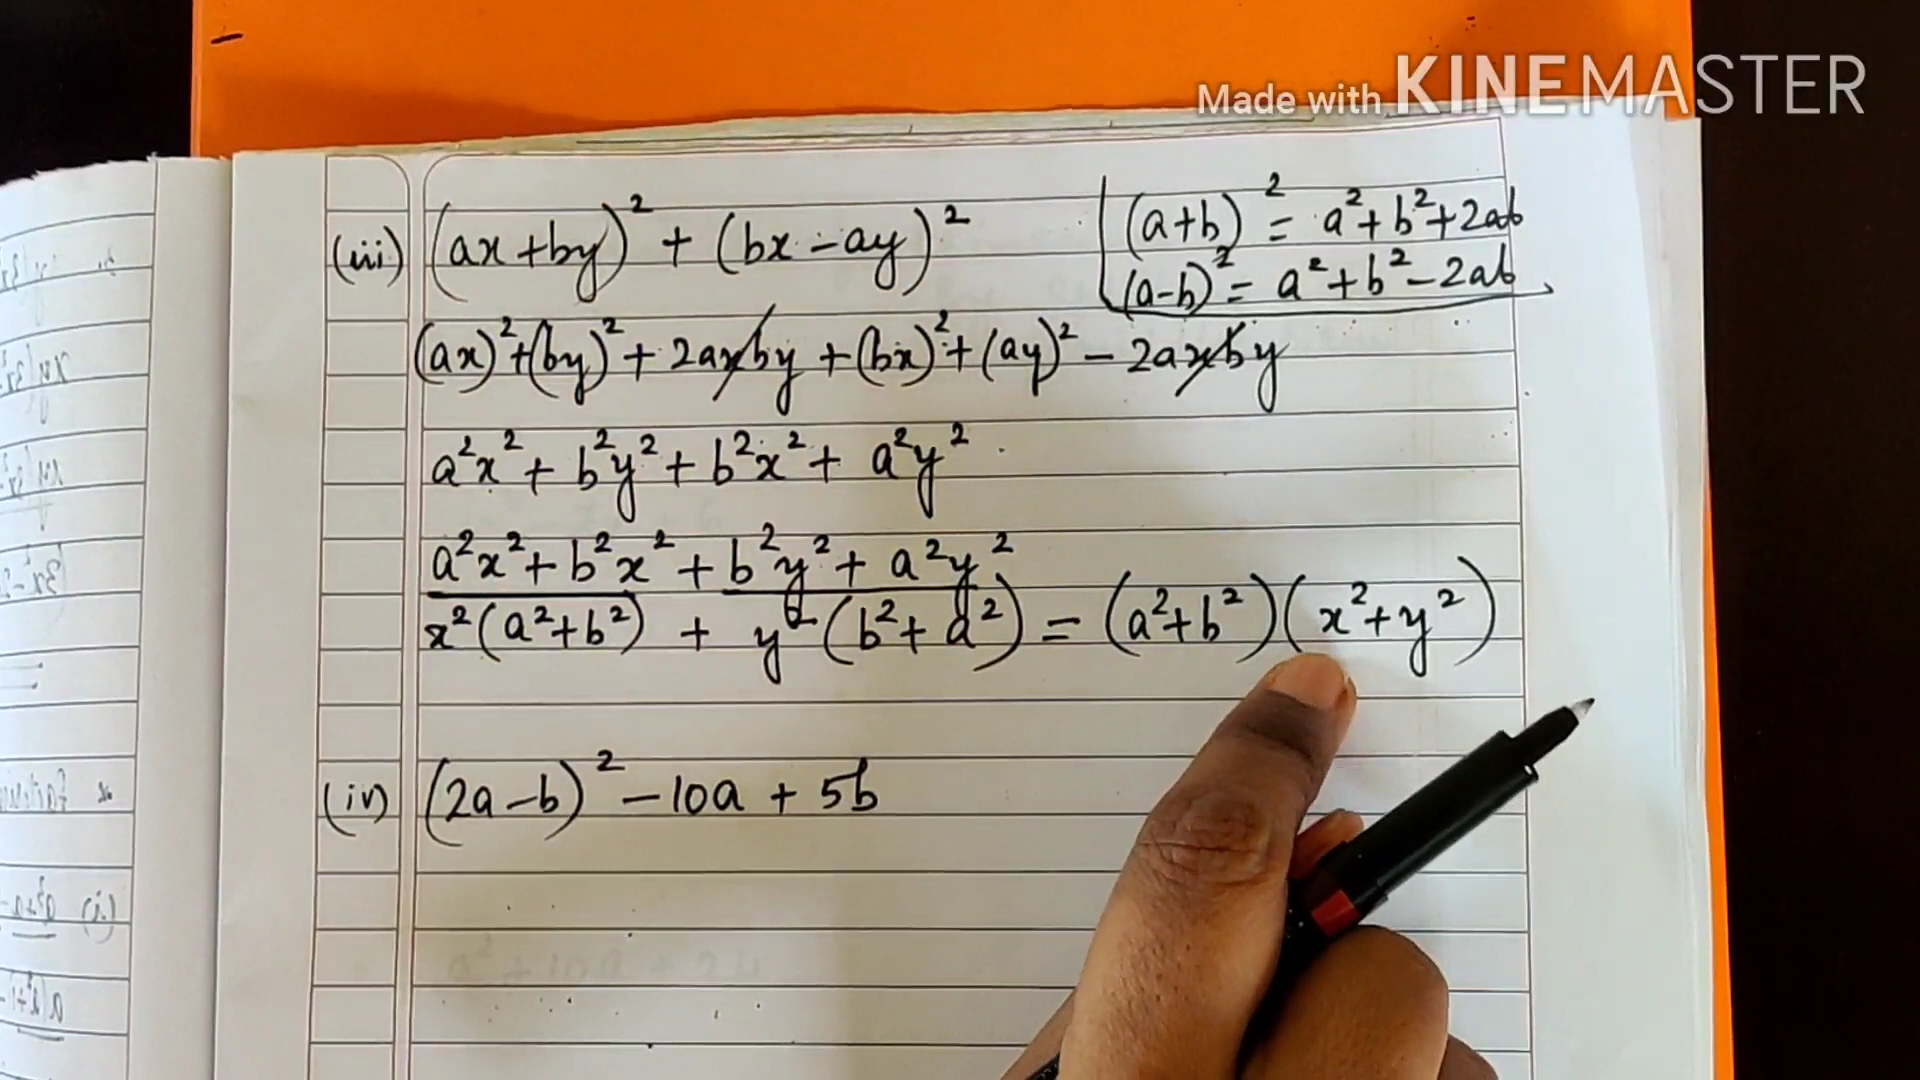 Made with KINEMASTER
(iii) (ax+by)² + (bx-ay)²
(a+b)² = a²+b²+2ab
(a-b)² = a²+b²-2ab
(ax)²+(by)²+ 2axby +(bx)²+(ay)² - 2axby
a²x²+ b²y²+ b²x²+ a²y²
a²x²+ b²x² + b²y²+ a²y²
x²(a²+b²) + y²(b²+a²) = (a²+b²)(x²+y²)
(iv) (2a-b)² -10a + 5b